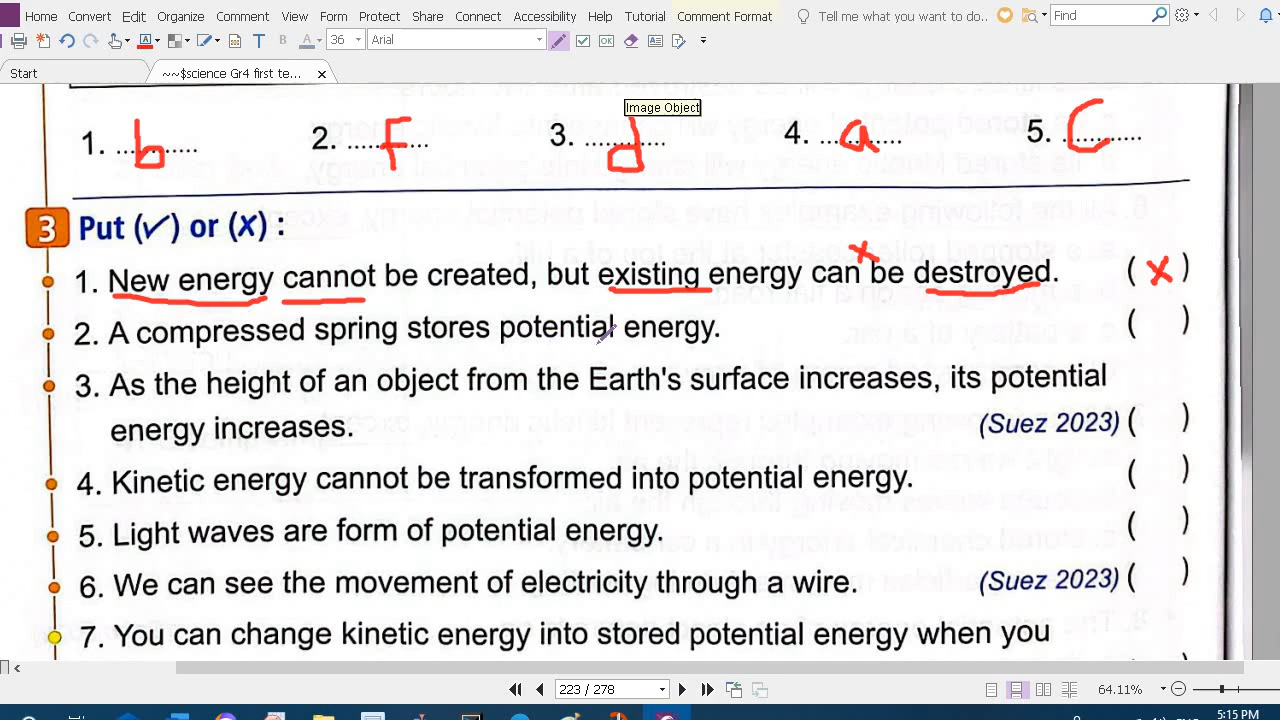 Home Convert Edit Organize Comment View Form Protect Share Connect Accessibility Help Tutorial Comment Format Tell me what you want to do.. Find
36 Arial
Start ~~$science Gr4 first te... ×
Image Object
1. b 2. F 3. d 4. a 5. C
3 Put (✓) or (x) :
x
1. New energy cannot be created, but existing energy can be destroyed. ( x )
2. A compressed spring stores potential energy. ( )
3. As the height of an object from the Earth's surface increases, its potential
energy increases. (Suez 2023) ( )
4. Kinetic energy cannot be transformed into potential energy. ( )
5. Light waves are form of potential energy. ( )
6. We can see the movement of electricity through a wire. (Suez 2023) ( )
7. You can change kinetic energy into stored potential energy when you
223 / 278 64.11%
5:15 PM